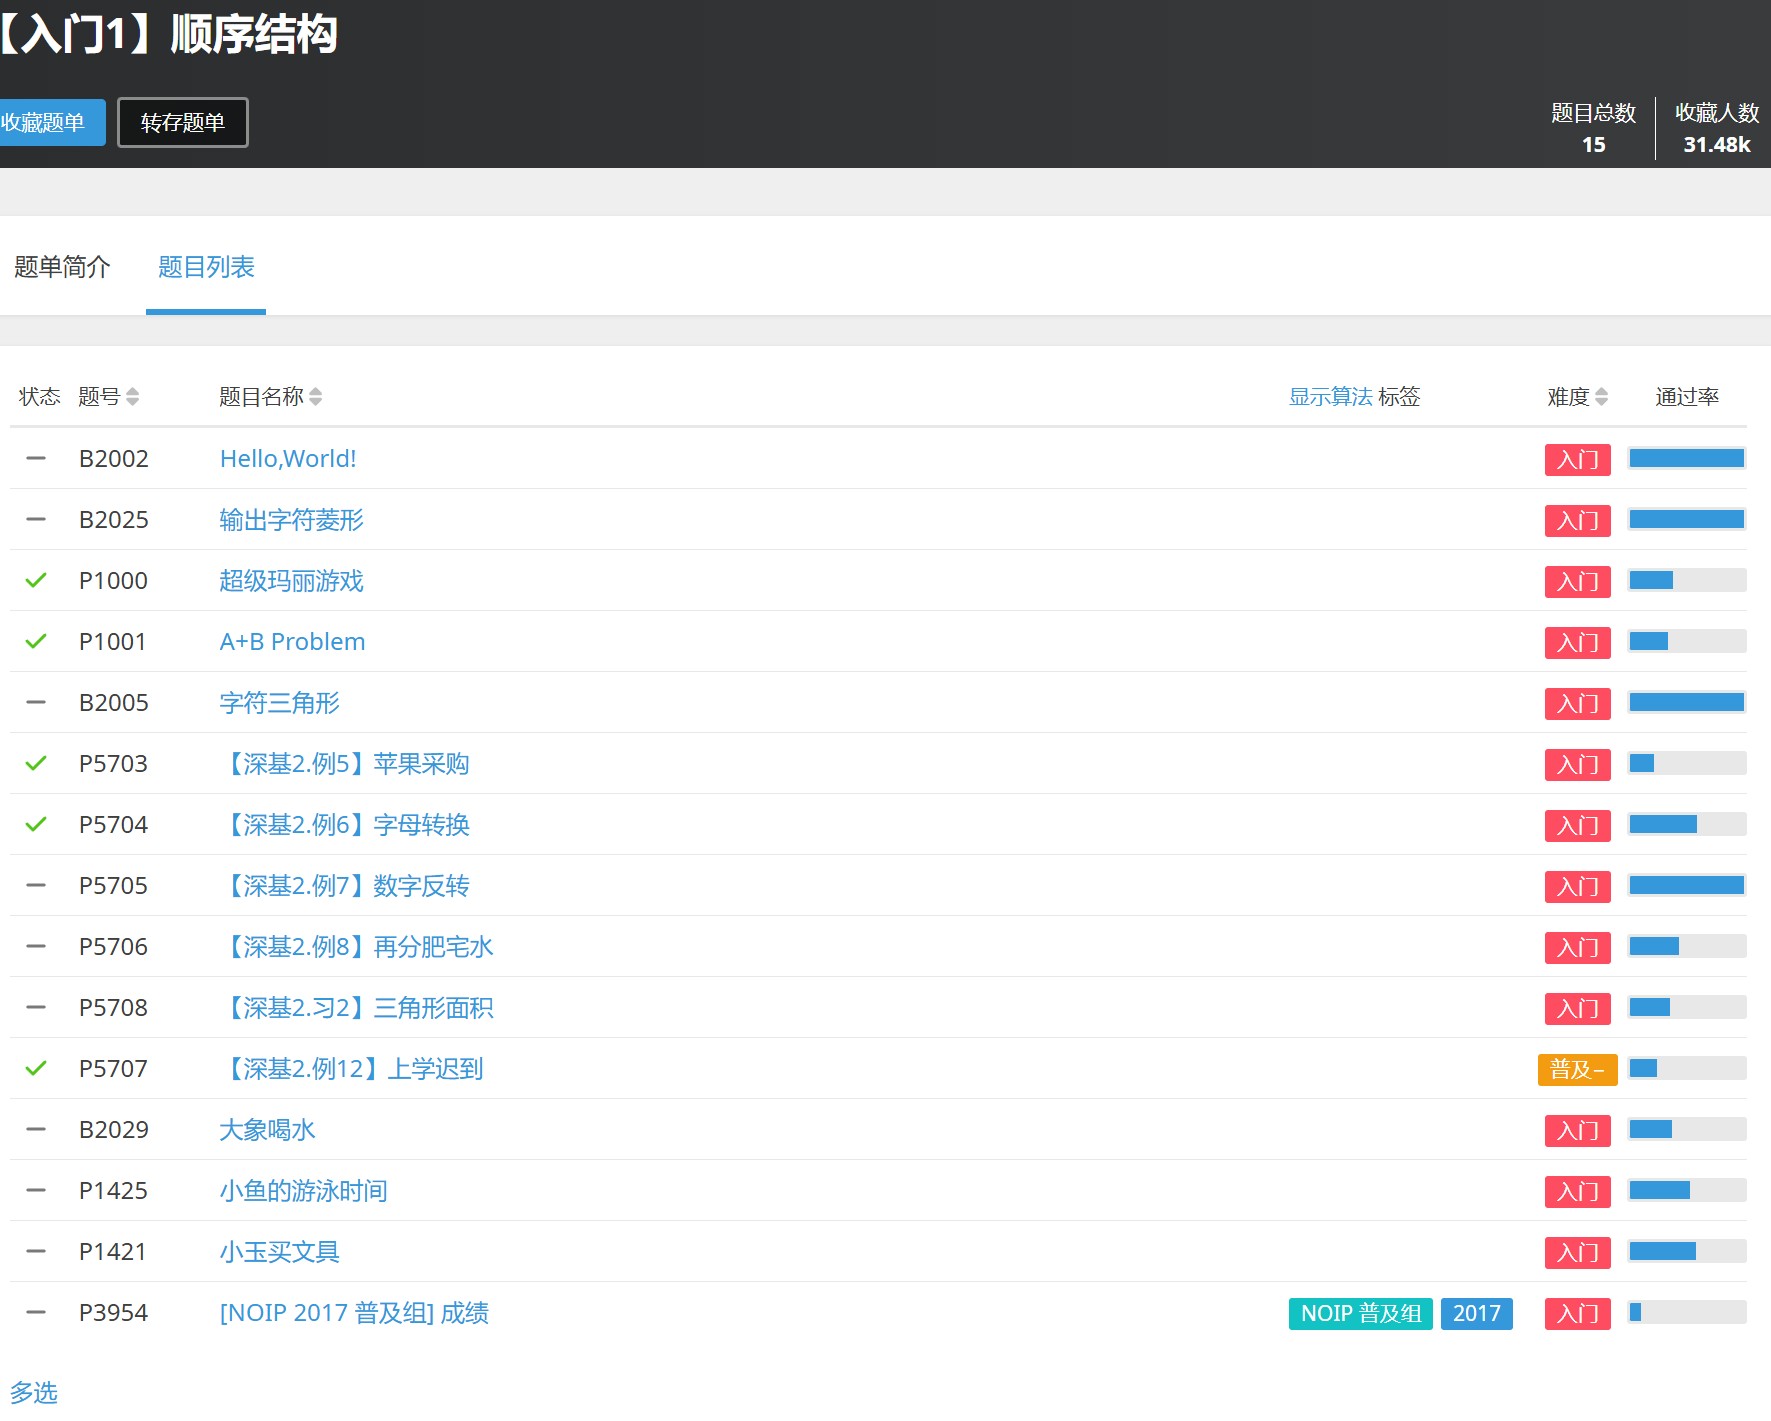 【入门1】顺序结构
收藏题单 转存题单
题目总数 收藏人数
15 31.48k
题单简介 题目列表
状态 题号 题目名称 显示算法 标签 难度 通过率
B2002 Hello,World! 入门
B2025 输出字符菱形 入门
P1000 超级玛丽游戏 入门
P1001 A+B Problem 入门
B2005 字符三角形 入门
P5703 【深基2.例5】苹果采购 入门
P5704 【深基2.例6】字母转换 入门
P5705 【深基2.例7】数字反转 入门
P5706 【深基2.例8】再分肥宅水 入门
P5708 【深基2.习2】三角形面积 入门
P5707 【深基2.例12】上学迟到 普及−
B2029 大象喝水 入门
P1425 小鱼的游泳时间 入门
P1421 小玉买文具 入门
P3954 [NOIP 2017 普及组] 成绩 NOIP 普及组 2017 入门
多选